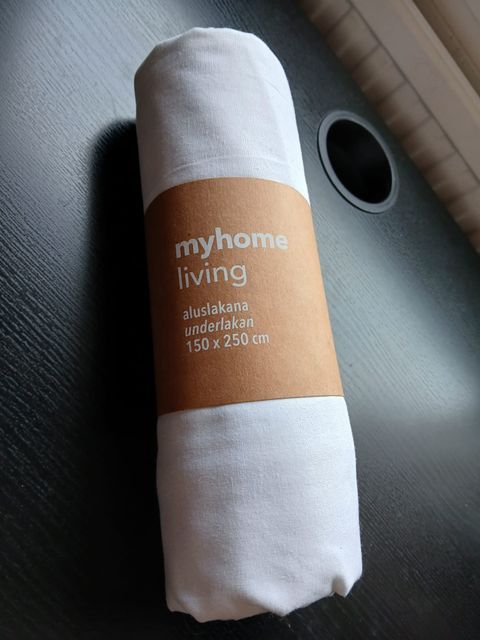 myhome
living
aluslakana
underlakan
150 x 250 cm